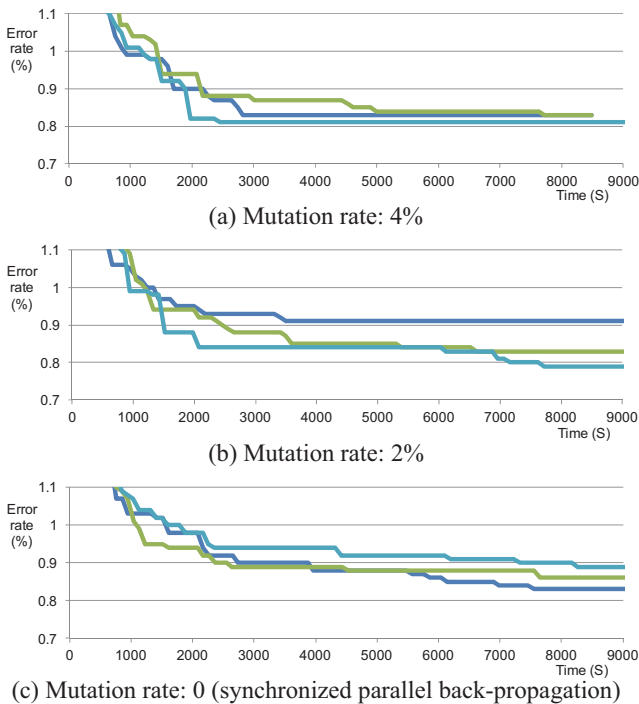 1.1
Error
rate
(%)
1
0.9
0.8
0.7
0 1000 2000 3000 4000 5000 6000 7000 8000 9000
Time (S)
(a) Mutation rate: 4%
1.1
Error
rate
(%)
1
0.9
0.8
0.7
0 1000 2000 3000 4000 5000 6000 7000 8000 9000
Time (S)
(b) Mutation rate: 2%
1.1
Error
rate
(%)
1
0.9
0.8
0.7
0 1000 2000 3000 4000 5000 6000 7000 8000 9000
Time (S)
(c) Mutation rate: 0 (synchronized parallel back-propagation)